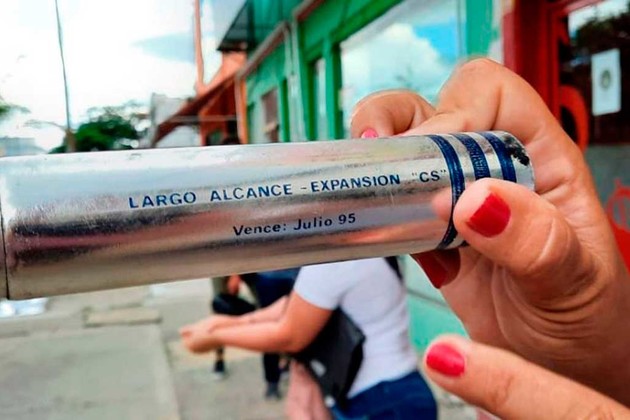 LARGO ALCANCE - EXPANSION "CS"
Vence: Julio 95